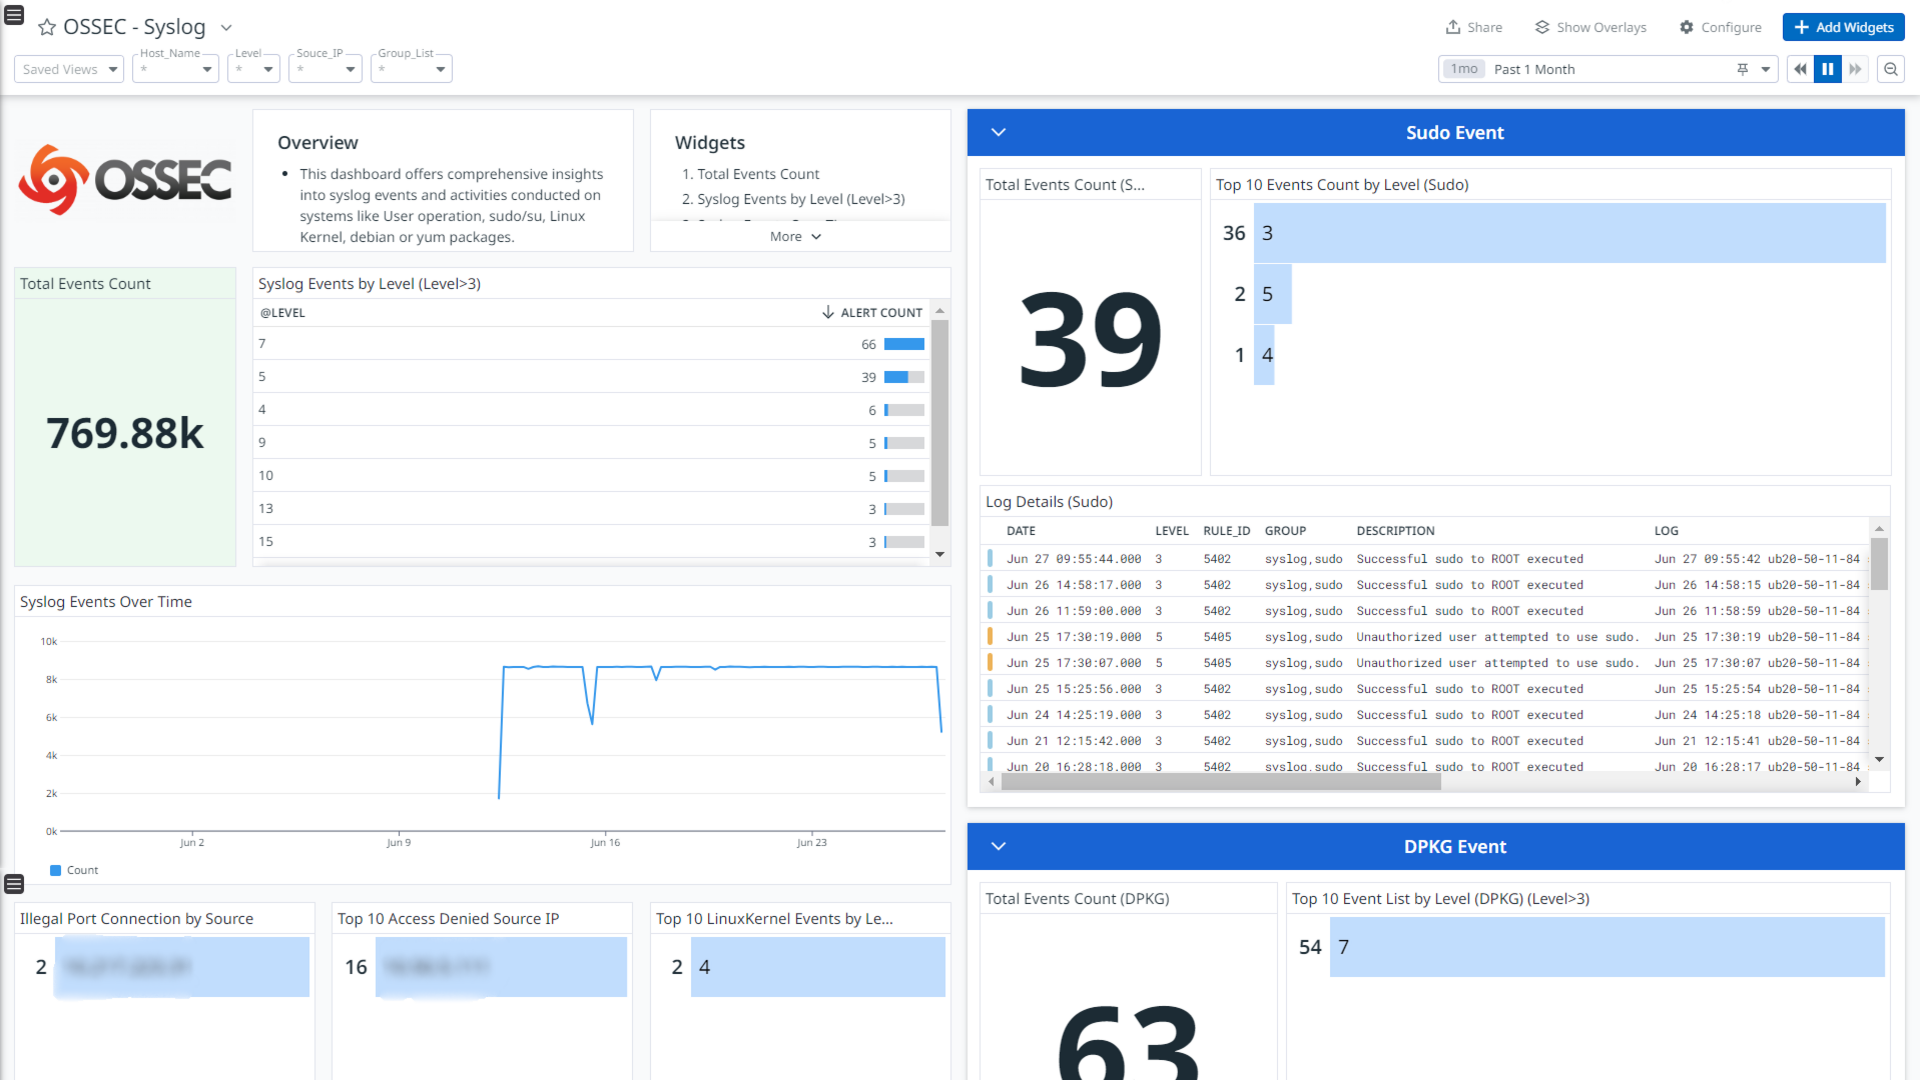 OSSEC - Syslog
Share
Show Overlays
Configure
Add Widgets
Saved Views
Host_Name
*
Level
*
Souce_IP
*
Group_List
*
1mo Past 1 Month
OSSEC
Overview
This dashboard offers comprehensive insights
into syslog events and activities conducted on
systems like User operation, sudo/su, Linux
Kernel, debian or yum packages.
Widgets
1. Total Events Count
2. Syslog Events by Level (Level>3)
More
Total Events Count
769.88k
Syslog Events by Level (Level>3)
@LEVEL ALERT COUNT
7 66
5 39
4 6
9 5
10 5
13 3
15 3
Syslog Events Over Time
10k
8k
6k
4k
2k
0k
Jun 2 Jun 9 Jun 16 Jun 23
Count
Illegal Port Connection by Source
2
Top 10 Access Denied Source IP
16
Top 10 LinuxKernel Events by Le...
2 4
Sudo Event
Total Events Count (S...
39
Top 10 Events Count by Level (Sudo)
36 3
2 5
1 4
Log Details (Sudo)
DATE LEVEL RULE_ID GROUP DESCRIPTION LOG
Jun 27 09:55:44.000 3 5402 syslog,sudo Successful sudo to ROOT executed Jun 27 09:55:42 ub20-50-11-84
Jun 26 14:58:17.000 3 5402 syslog,sudo Successful sudo to ROOT executed Jun 26 14:58:15 ub20-50-11-84
Jun 26 11:59:00.000 3 5402 syslog,sudo Successful sudo to ROOT executed Jun 26 11:58:59 ub20-50-11-84
Jun 25 17:30:19.000 5 5405 syslog,sudo Unauthorized user attempted to use sudo. Jun 25 17:30:19 ub20-50-11-84
Jun 25 17:30:07.000 5 5405 syslog,sudo Unauthorized user attempted to use sudo. Jun 25 17:30:07 ub20-50-11-84
Jun 25 15:25:56.000 3 5402 syslog,sudo Successful sudo to ROOT executed Jun 25 15:25:54 ub20-50-11-84
Jun 24 14:25:19.000 3 5402 syslog,sudo Successful sudo to ROOT executed Jun 24 14:25:18 ub20-50-11-84
Jun 21 12:15:42.000 3 5402 syslog,sudo Successful sudo to ROOT executed Jun 21 12:15:41 ub20-50-11-84
Jun 20 16:28:18.000 3 5402 syslog,sudo Successful sudo to ROOT executed Jun 20 16:28:17 ub20-50-11-84
DPKG Event
Total Events Count (DPKG)
63
Top 10 Event List by Level (DPKG) (Level>3)
54 7